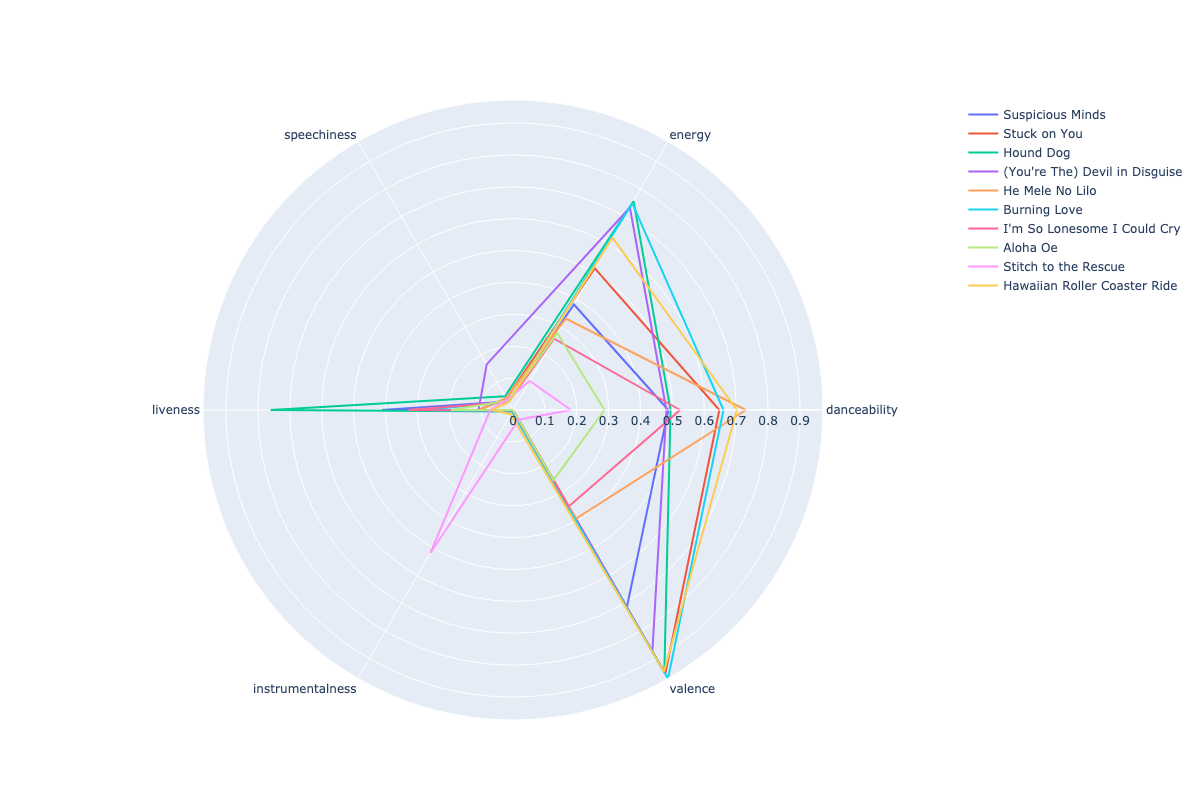 speechiness
energy
liveness
danceability
0 0.1 0.2 0.3 0.4 0.5 0.6 0.7 0.8 0.9
instrumentalness
valence
Suspicious Minds
Stuck on You
Hound Dog
(You're The) Devil in Disguise
He Mele No Lilo
Burning Love
I'm So Lonesome I Could Cry
Aloha Oe
Stitch to the Rescue
Hawaiian Roller Coaster Ride